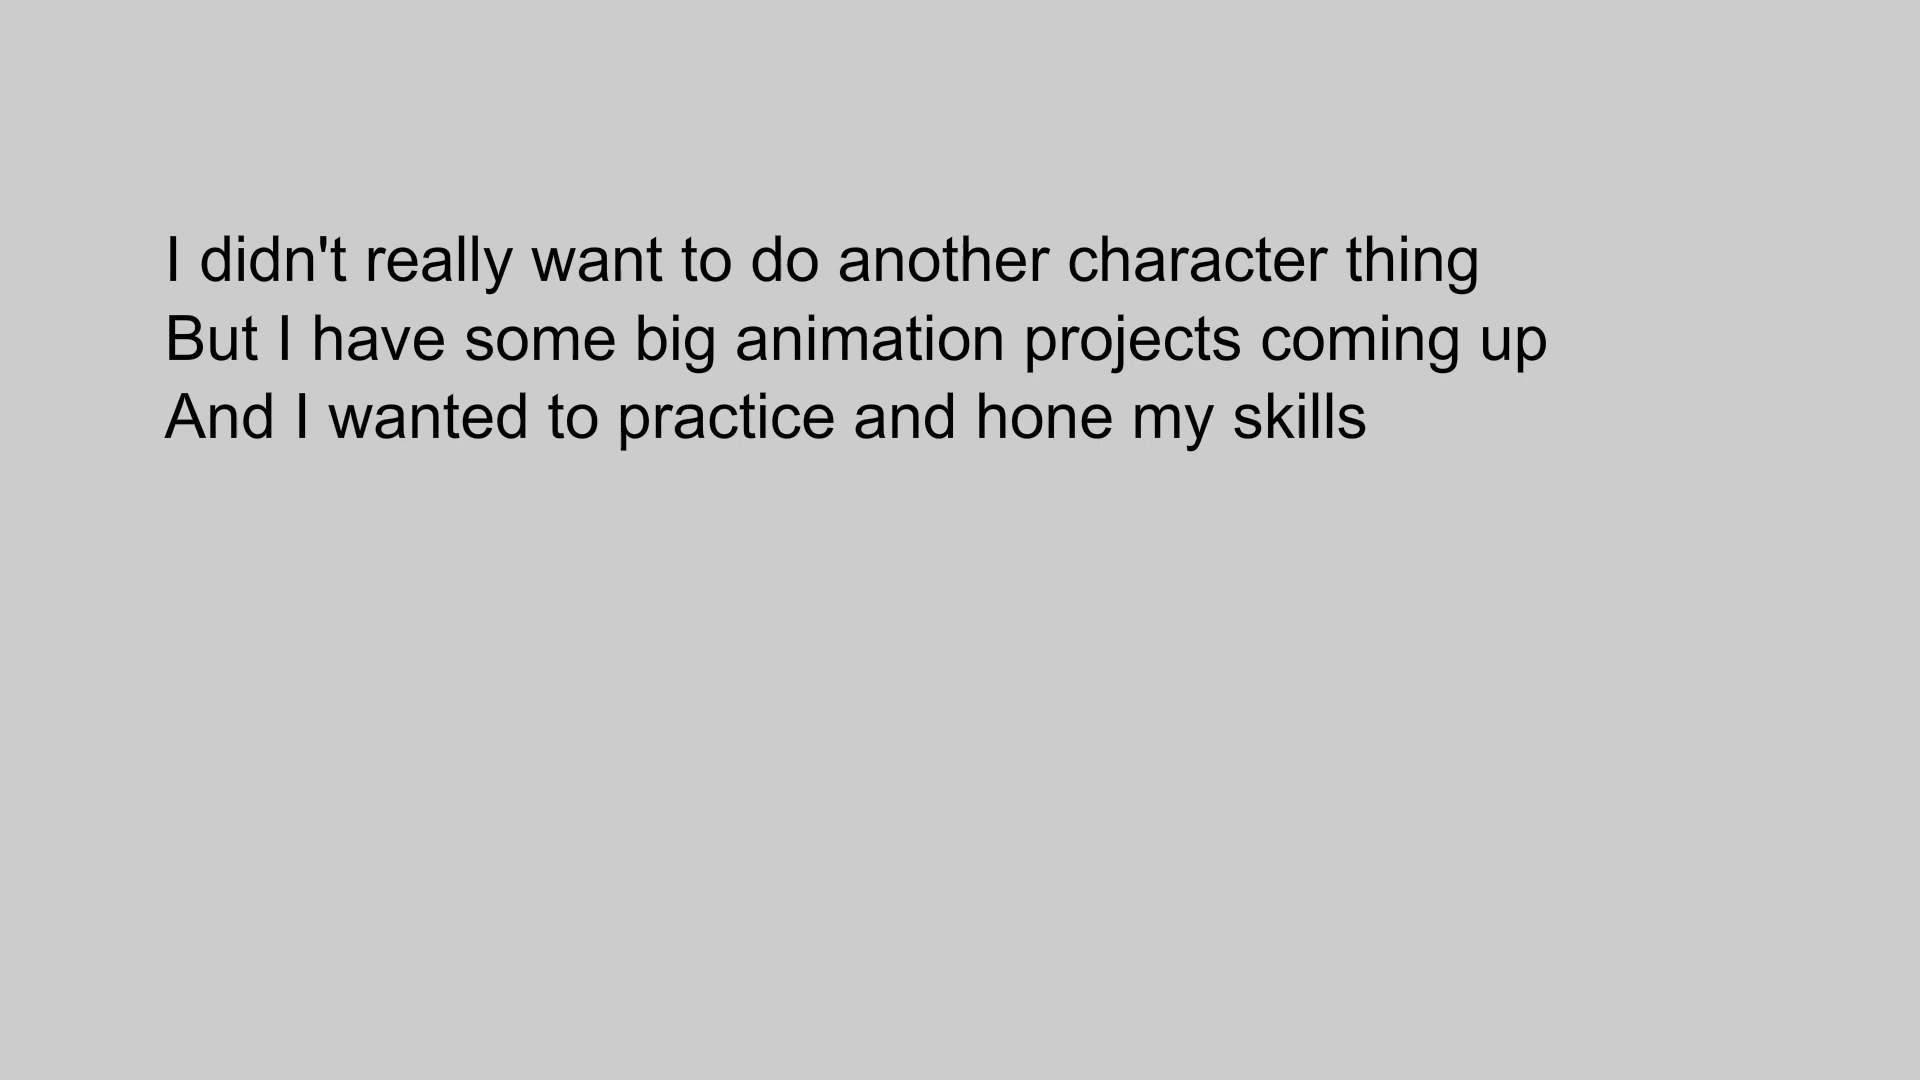 I didn't really want to do another character thing
But I have some big animation projects coming up
And I wanted to practice and hone my skills